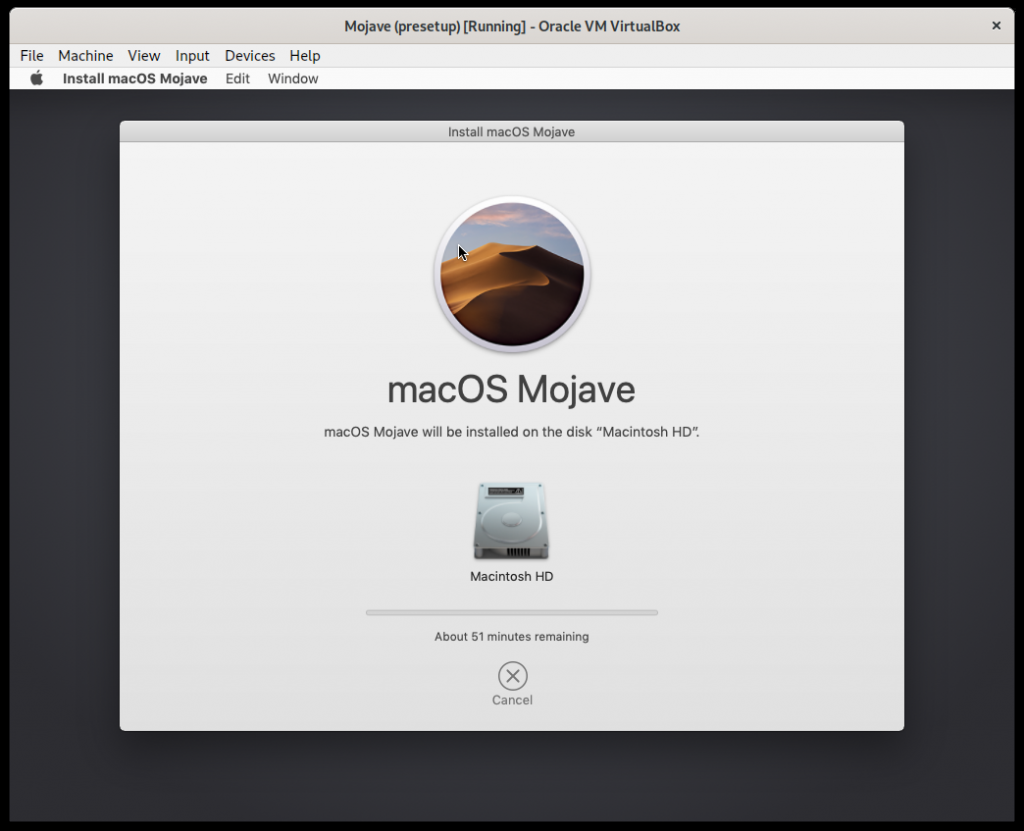 Mojave (presetup) [Running] - Oracle VM VirtualBox
File Machine View Input Devices Help
Install macOS Mojave Edit Window
Install macOS Mojave
macOS Mojave
macOS Mojave will be installed on the disk “Macintosh HD”.
Macintosh HD
About 51 minutes remaining
Cancel